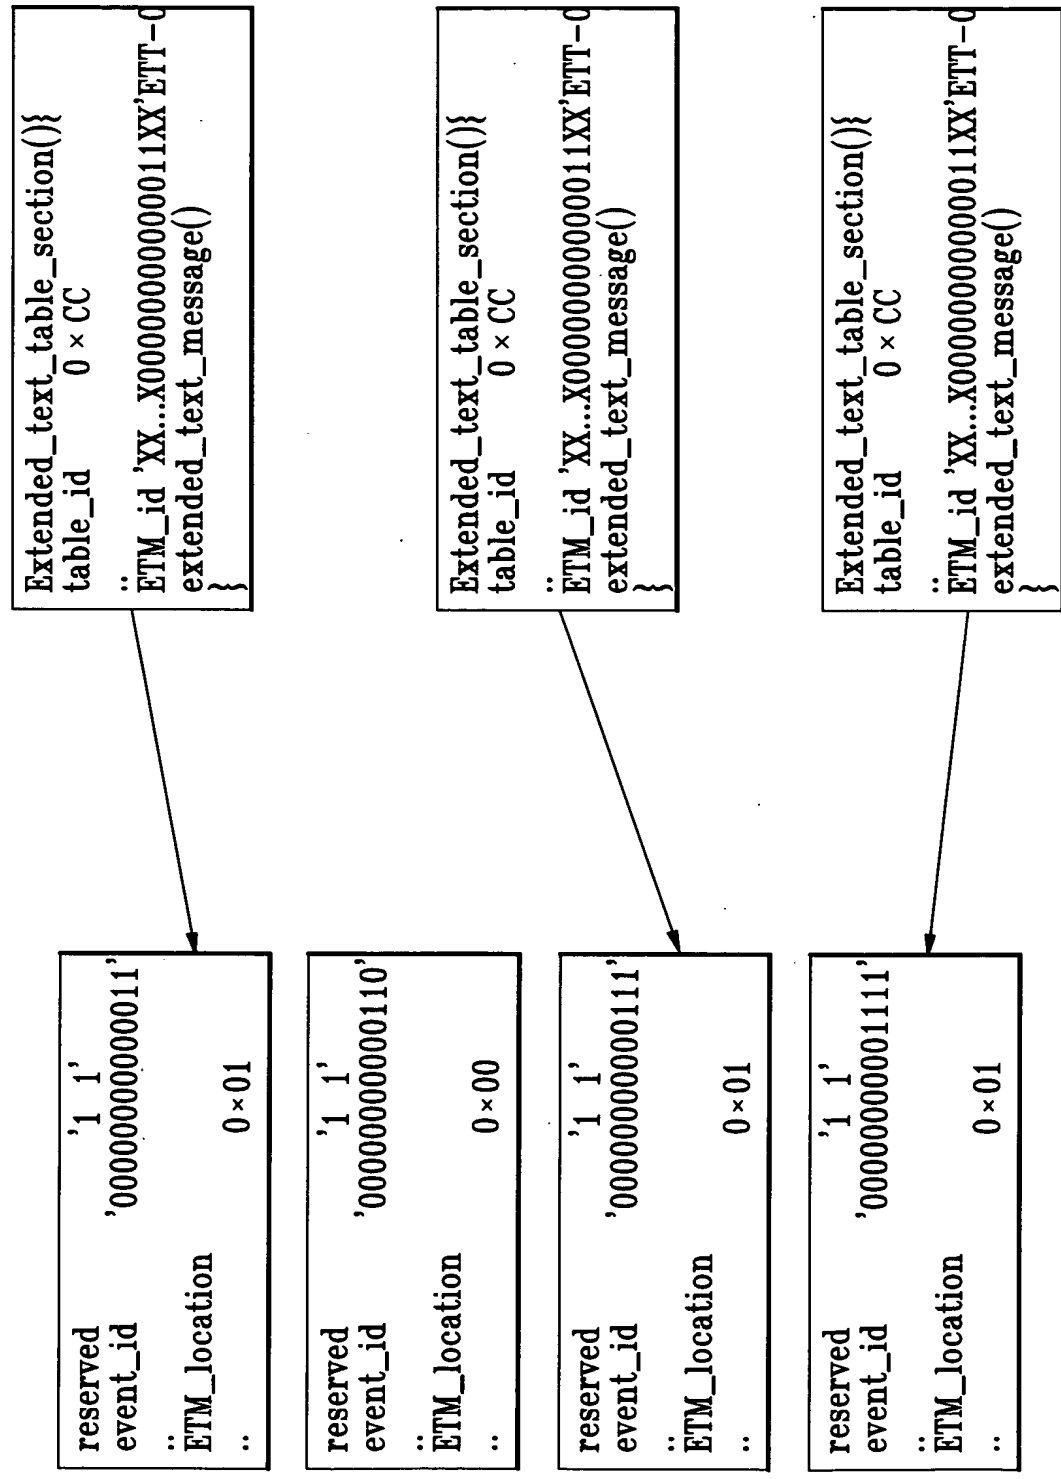 reserved '1 1'
event_id '00000000000011'
..
ETM_location 0×01
..
reserved '1 1'
event_id '00000000000110'
..
ETM_location 0×00
..
reserved '1 1'
event_id '00000000000111'
..
ETM_location 0×01
..
reserved '1 1'
event_id '00000000001111'
..
ETM_location 0×01
..
Extended_text_table_section(){
table_id 0×CC
..
ETM_id 'XX...X00000000000011XX'ETT-0
extended_text_message()
}
Extended_text_table_section(){
table_id 0×CC
..
ETM_id 'XX...X00000000000011XX'ETT-0
extended_text_message()
}
Extended_text_table_section(){
table_id 0×CC
..
ETM_id 'XX...X00000000000011XX'ETT-0
extended_text_message()
}